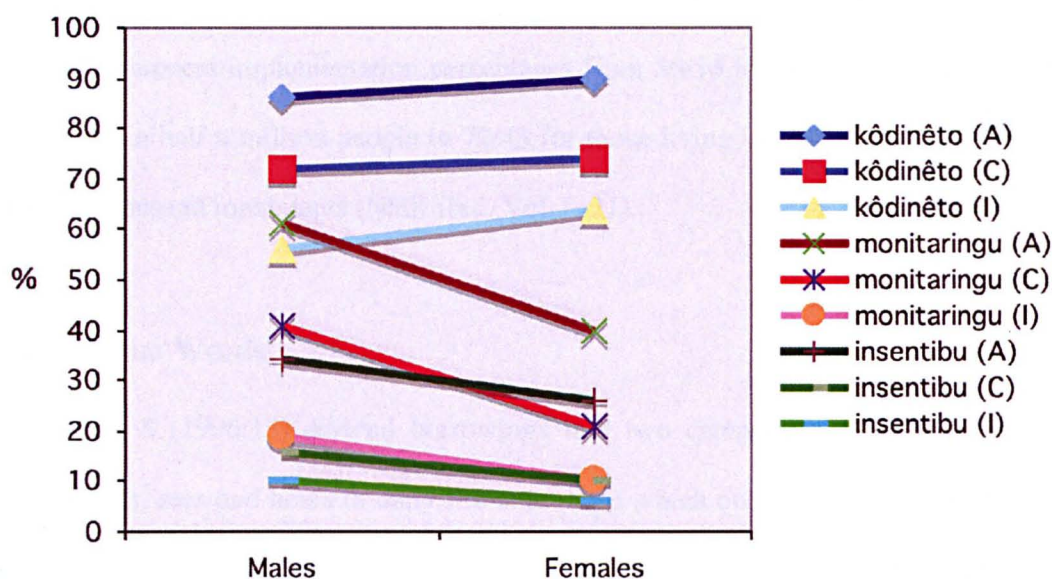 100
90
80
70
60
50
40
30
20
10
0
%
Males
Females
kôdinêto (A)
kôdinêto (C)
kôdinêto (I)
monitaringu (A)
monitaringu (C)
monitaringu (I)
insentibu (A)
insentibu (C)
insentibu (I)